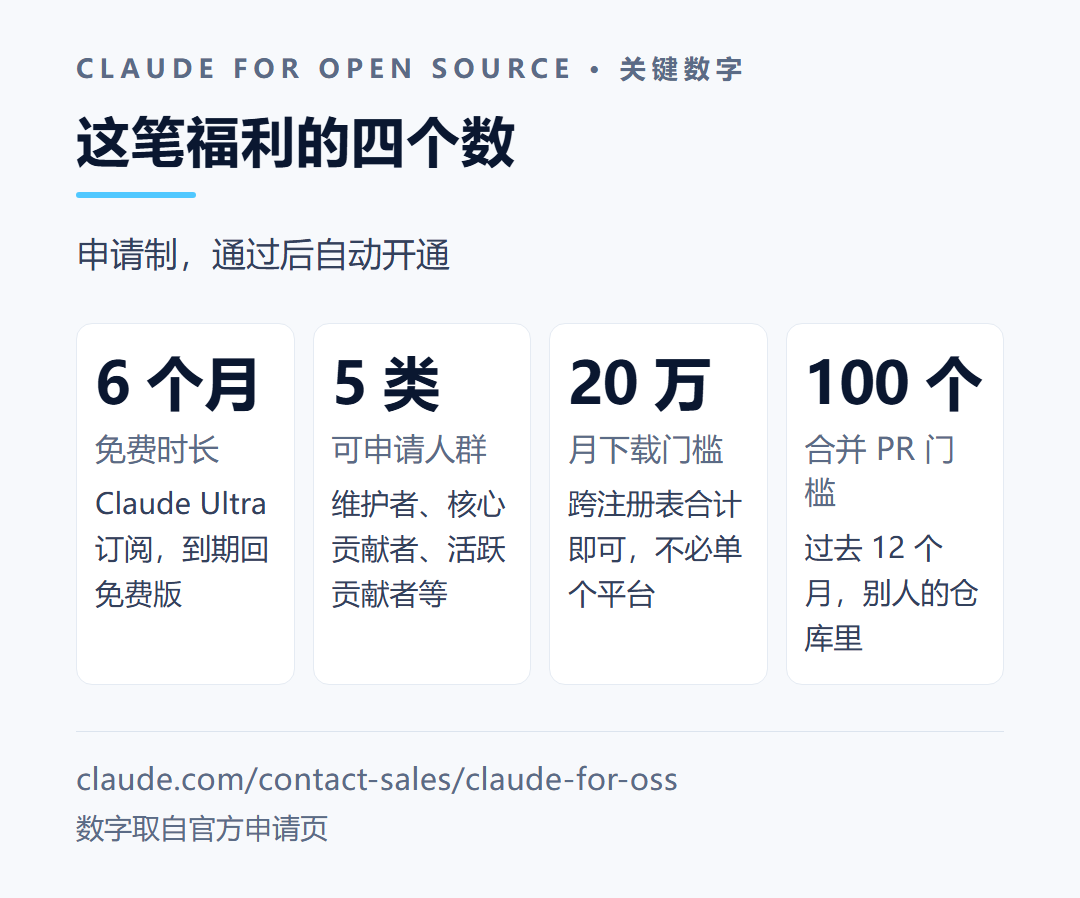 CLAUDE FOR OPEN SOURCE • 关键数字
这笔福利的四个数
申请制，通过后自动开通
6 个月
免费时长
Claude Ultra
订阅，到期回
免费版
5 类
可申请人群
维护者、核心
贡献者、活跃
贡献者等
20 万
月下载门槛
跨注册表合计
即可，不必单
个平台
100 个
合并 PR 门
槛
过去 12 个
月，别人的仓
库里
claude.com/contact-sales/claude-for-oss
数字取自官方申请页